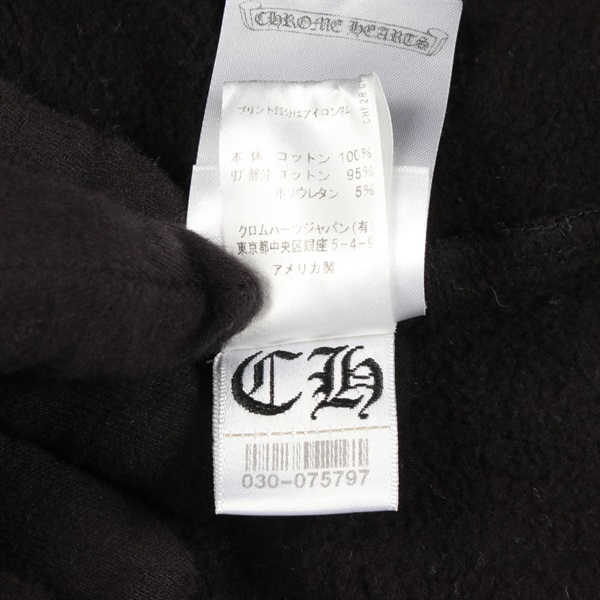 CHROME HEARTS
CH128
プリント部分はアイロン
本体 コットン 100%
リブ部分 コットン 95%
ポリウレタン 5%
クロムハーツジャパン(有)
東京都中央区銀座5-4-9
アメリカ製
CH
030-075797